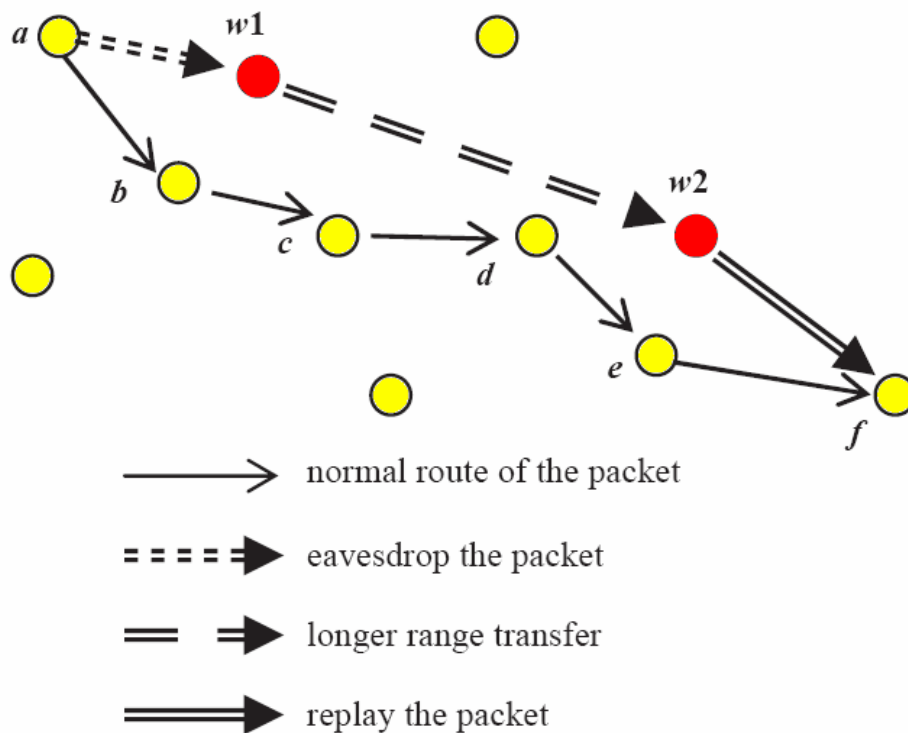 a
w1
b
w2
c
d
e
f
normal route of the packet
eavesdrop the packet
longer range transfer
replay the packet